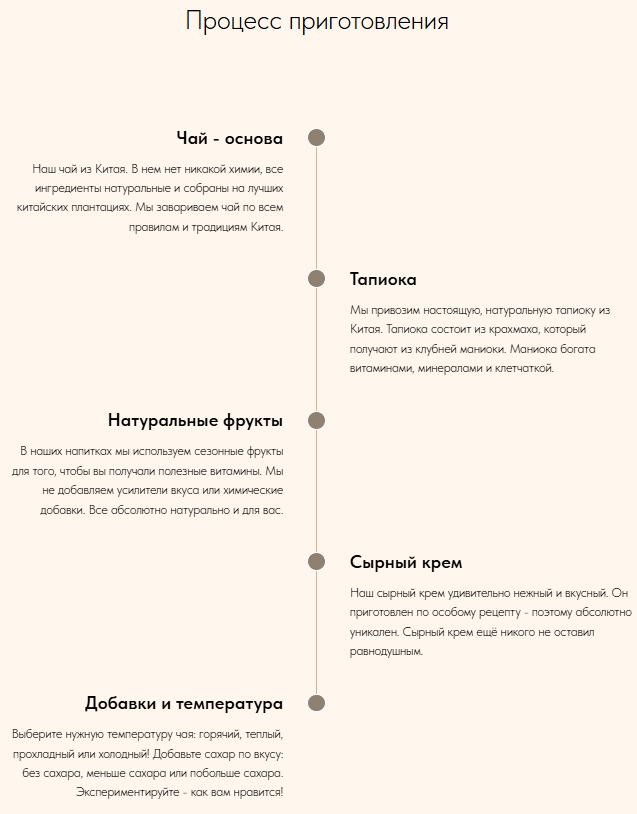 Процесс приготовления
Чай - основа
Наш чай из Китая. В нем нет никакой химии, все
ингредиенты натуральные и собраны на лучших
китайских плантациях. Мы завариваем чай по всем
правилам и традициям Китая.
Тапиока
Мы привозим настоящую, натуральную тапиоку из
Китая. Тапиока состоит из крахмаха, который
получают из клубней маниоки. Маниока богата
витаминами, минералами и клетчаткой.
Натуральные фрукты
В наших напитках мы используем сезонные фрукты
для того, чтобы вы получали полезные витамины. Мы
не добавляем усилители вкуса или химические
добавки. Все абсолютно натурально и для вас.
Сырный крем
Наш сырный крем удивительно нежный и вкусный. Он
приготовлен по особому рецепту - поэтому абсолютно
уникален. Сырный крем ещё никого не оставил
равнодушным.
Добавки и температура
Выберите нужную температуру чая: горячий, теплый,
прохладный или холодный! Добавьте сахар по вкусу:
без сахара, меньше сахара или побольше сахара.
Экспериментируйте - как вам нравится!